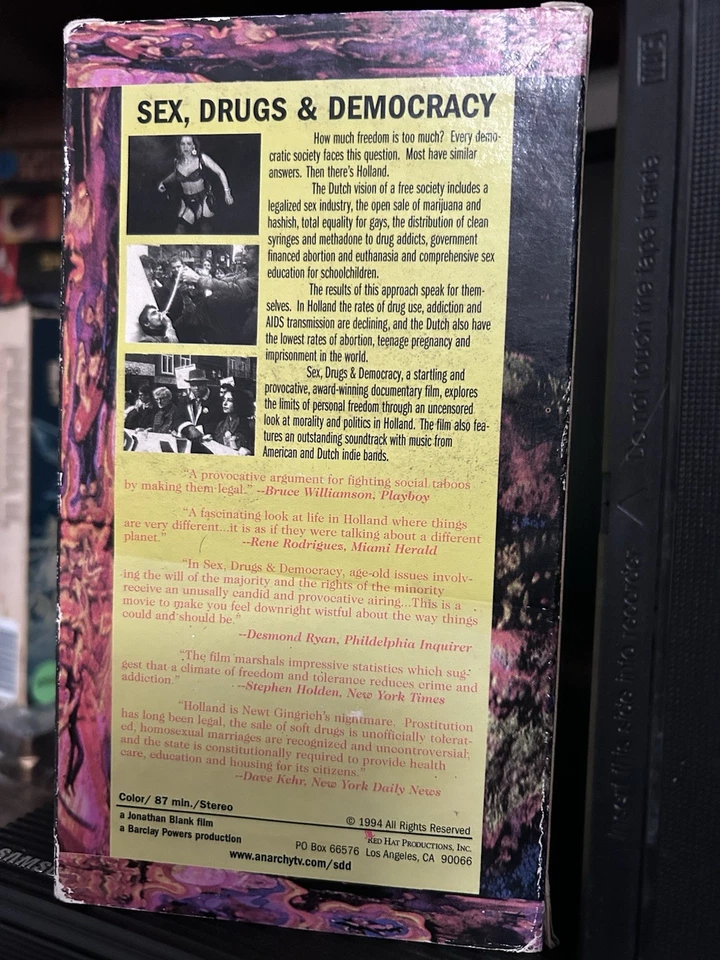 SEX, DRUGS & DEMOCRACY
How much freedom is too much? Every demo-
cratic society faces this question. Most have similar
answers. Then there's Holland.
The Dutch vision of a free society includes a
legalized sex industry, the open sale of marijuana and
hashish, total equality for gays, the distribution of clean
syringes and methadone to drug addicts, government
financed abortion and euthanasia and comprehensive sex
education for schoolchildren.
The results of this approach speak for them-
selves. In Holland the rates of drug use, addiction and
AIDS transmission are declining, and the Dutch also have
the lowest rates of abortion, teenage pregnancy and
imprisonment in the world.
Sex, Drugs & Democracy, a startling and
provocative, award-winning documentary film, explores
the limits of personal freedom through an uncensored
look at morality and politics in Holland. The film also fea-
tures an outstanding soundtrack with music from
American and Dutch indie bands.
"A provocative argument for fighting social taboos
by making them legal." --Bruce Williamson, Playboy
"A fascinating look at life in Holland where things
are very different...it is as if they were talking about a different
planet." --Rene Rodrigues, Miami Herald
"In Sex, Drugs & Democracy, age-old issues involv-
ing the will of the majority and the rights of the minority
receive an unusually candid and provocative airing...This is a
movie to make you feel downright wistful about the way things
could and should be."
--Desmond Ryan, Phildelphia Inquirer
"The film marshals impressive statistics which sug-
gest that a climate of freedom and tolerance reduces crime and
addiction." --Stephen Holden, New York Times
"Holland is Newt Gingrich's nightmare. Prostitution
has long been legal, the sale of soft drugs is unofficially tolerat-
ed, homosexual marriages are recognized and uncontroversial;
and the state is constitutionally required to provide health
care, education and housing for its citizens."
--Dave Kehr, New York Daily News
Color/ 87 min./Stereo
© 1994 All Rights Reserved
a Jonathan Blank film
a Barclay Powers production
RED HAT PRODUCTIONS, INC.
PO Box 66576 Los Angeles, CA 90066
www.anarchytv.com/sdd
SAMSU
Do not touch the tape inside
Insert this side into recorder